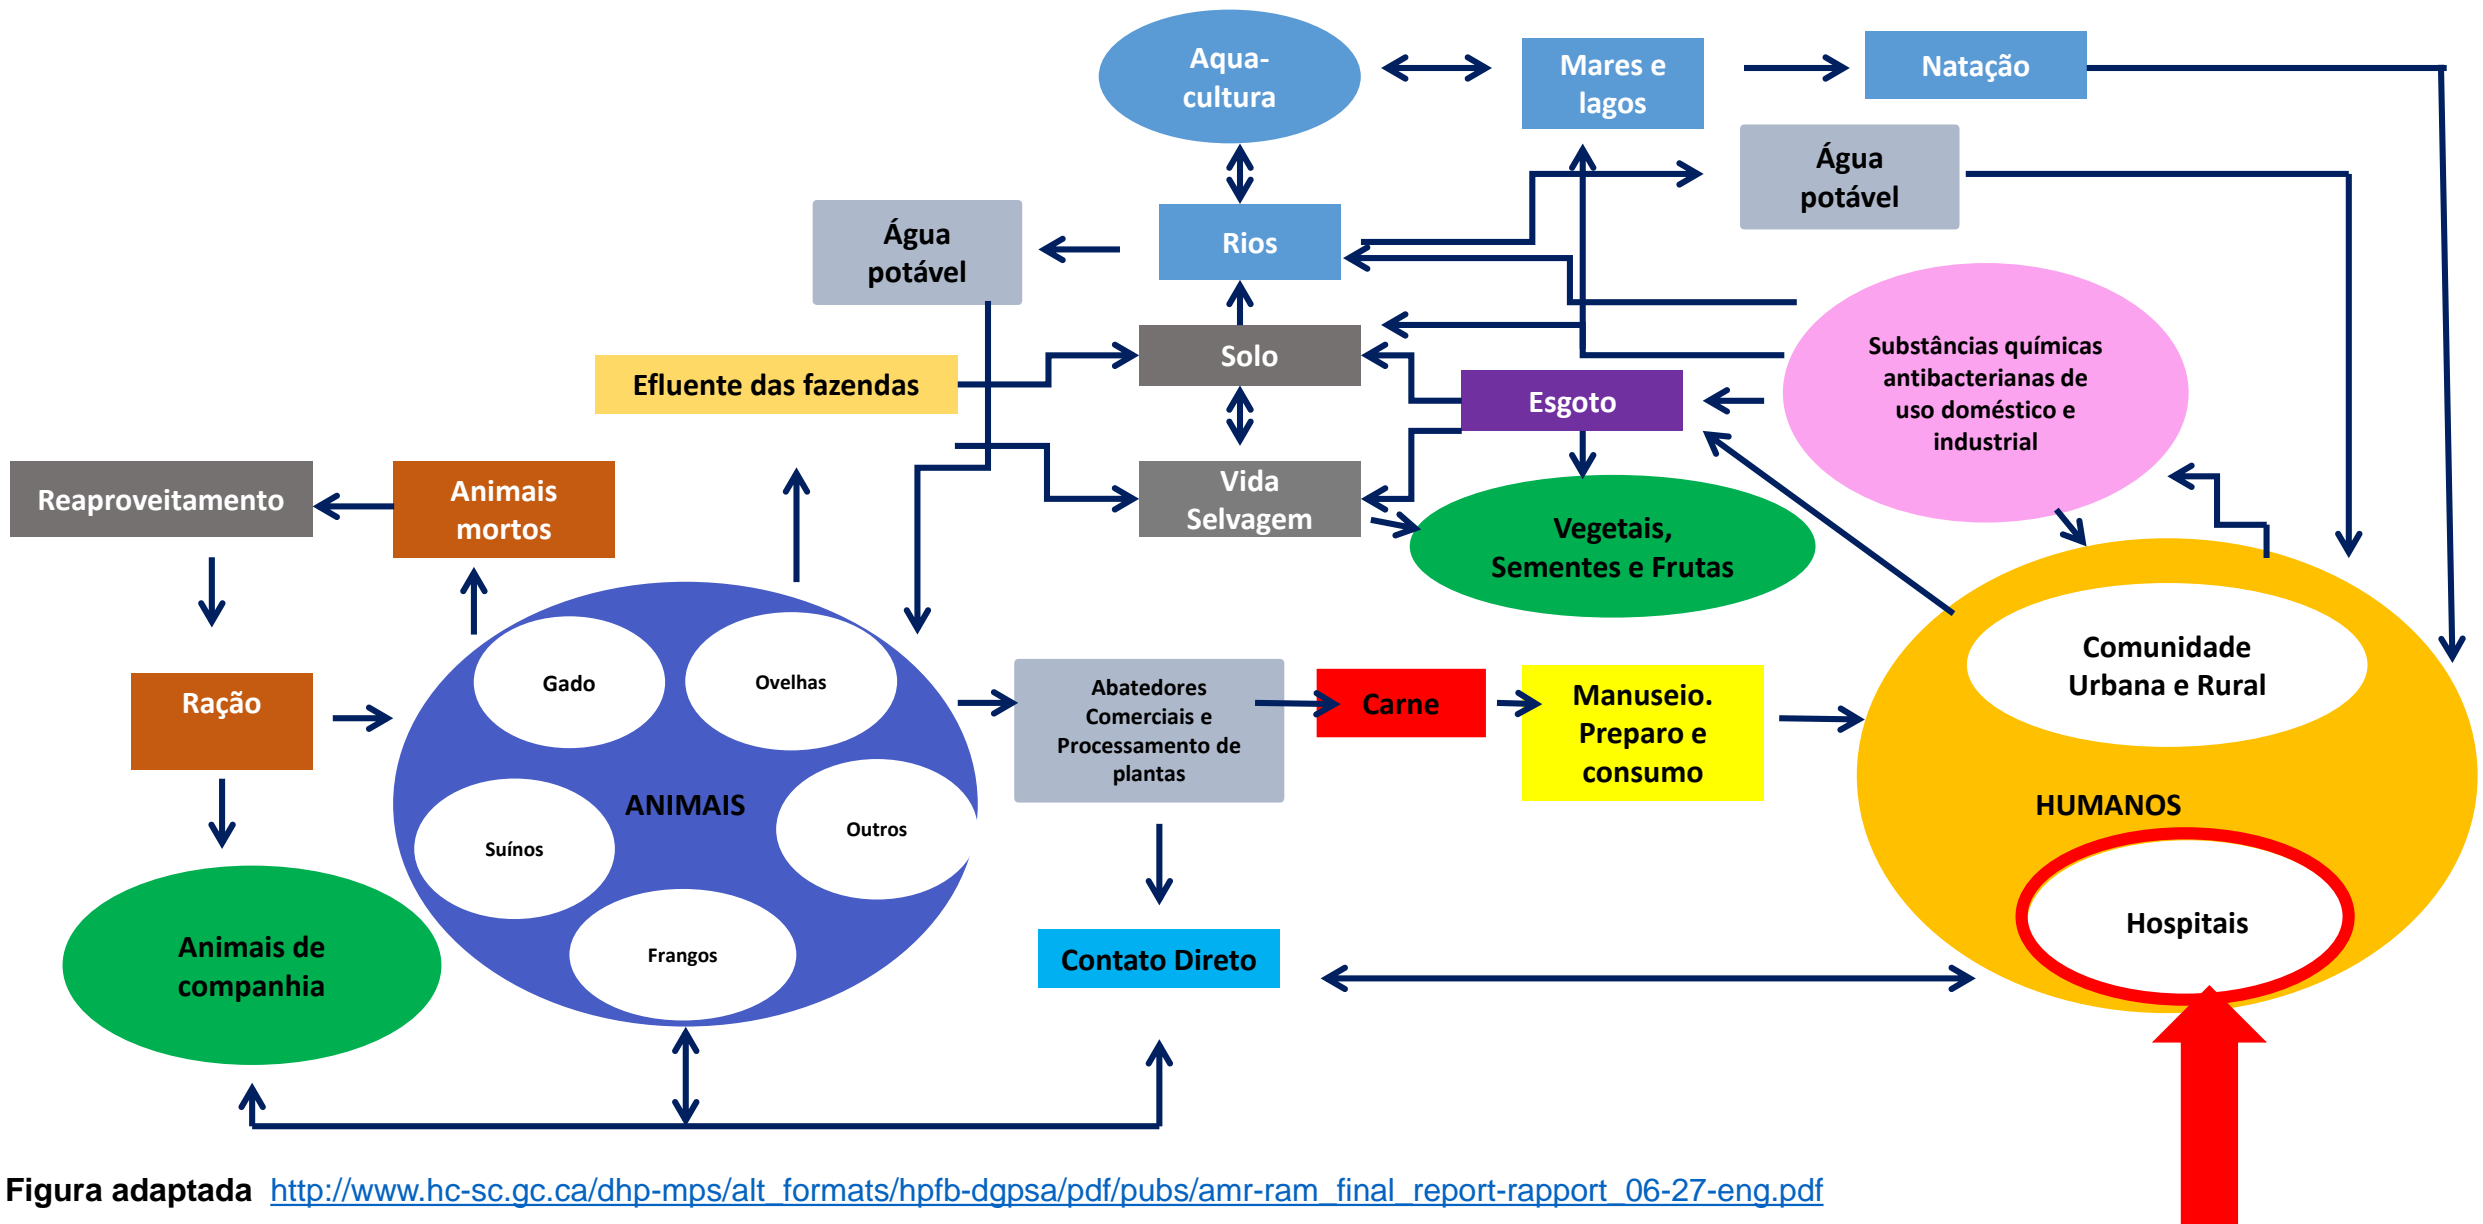 Aqua-
cultura
Mares e
lagos
Natação
Água
potável
Água
potável
Rios
Solo
Efluente das fazendas
Esgoto
Substâncias químicas
antibacterianas de
uso doméstico e
industrial
Reaproveitamento
Animais
mortos
Vida
Selvagem
Vegetais,
Sementes e Frutas
Ração
Gado
Ovelhas
ANIMAIS
Suínos
Outros
Frangos
Abatedores
Comerciais e
Processamento de
plantas
Carne
Manuseio.
Preparo e
consumo
Comunidade
Urbana e Rural
HUMANOS
Hospitais
Animais de
companhia
Contato Direto
Figura adaptada http://www.hc-sc.gc.ca/dhp-mps/alt_formats/hpfb-dgpsa/pdf/pubs/amr-ram_final_report-rapport_06-27-eng.pdf